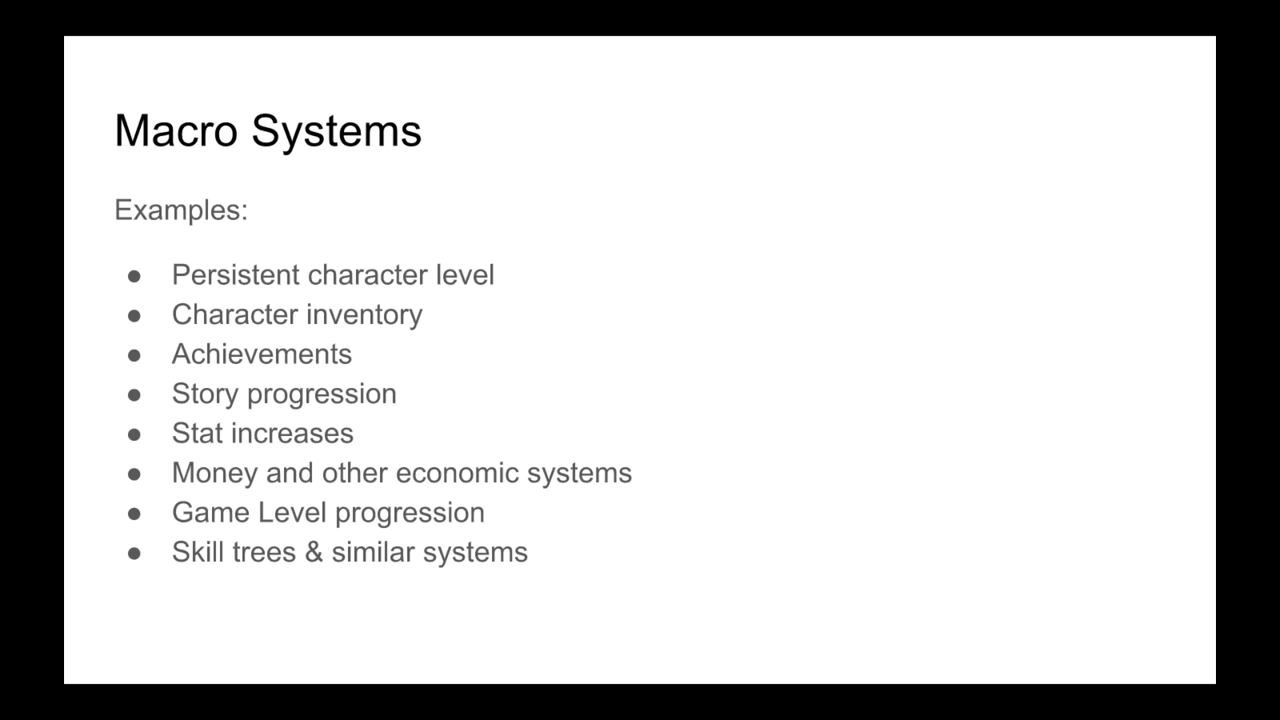 Macro Systems
Examples:
● Persistent character level
● Character inventory
● Achievements
● Story progression
● Stat increases
● Money and other economic systems
● Game Level progression
● Skill trees & similar systems